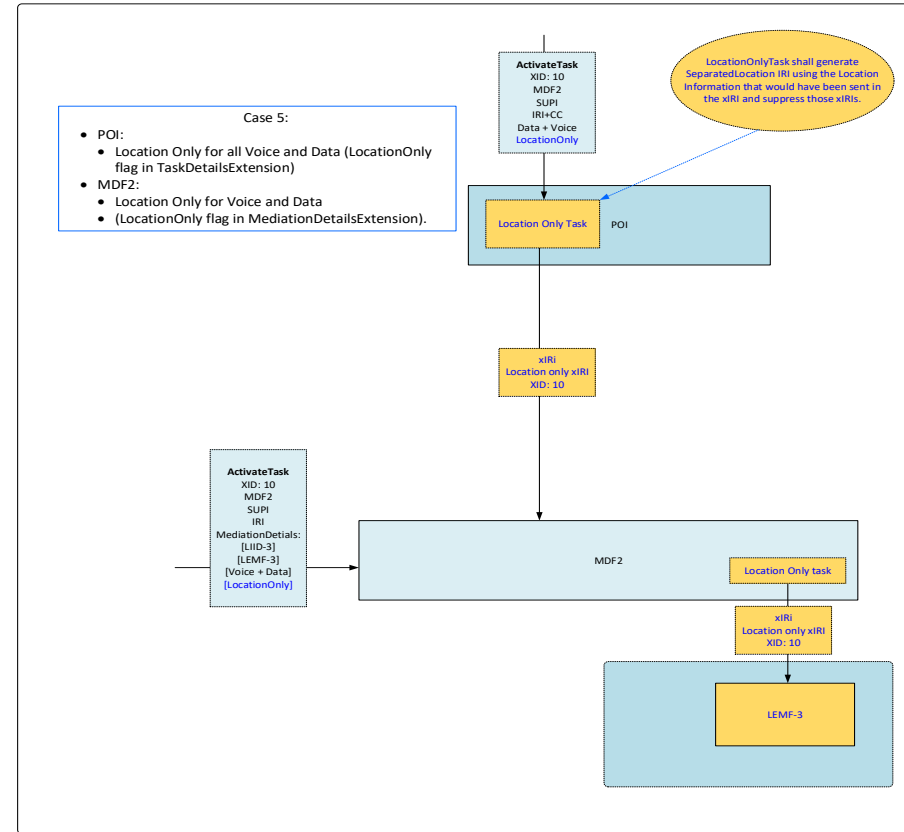 ActivateTask
XID: 10
MDF2
SUPI
IRI+CC
Data + Voice
LocationOnly
LocationOnlyTask shall generate
SeparatedLocation IRI using the Location
Information that would have been sent in
the xIRI and suppress those xIRIs.
Case 5:
• POI:
• Location Only for all Voice and Data (LocationOnly
flag in TaskDetailsExtension)
• MDF2:
• Location Only for Voice and Data
• (LocationOnly flag in MediationDetailsExtension).
Location Only Task
POI
xIRi
Location only xIRI
XID: 10
ActivateTask
XID: 10
MDF2
SUPI
IRI
MediationDetials:
[LIID-3]
[LEMF-3]
[Voice + Data]
[LocationOnly]
MDF2
Location Only task
xIRi
Location only xIRI
XID: 10
LEMF-3